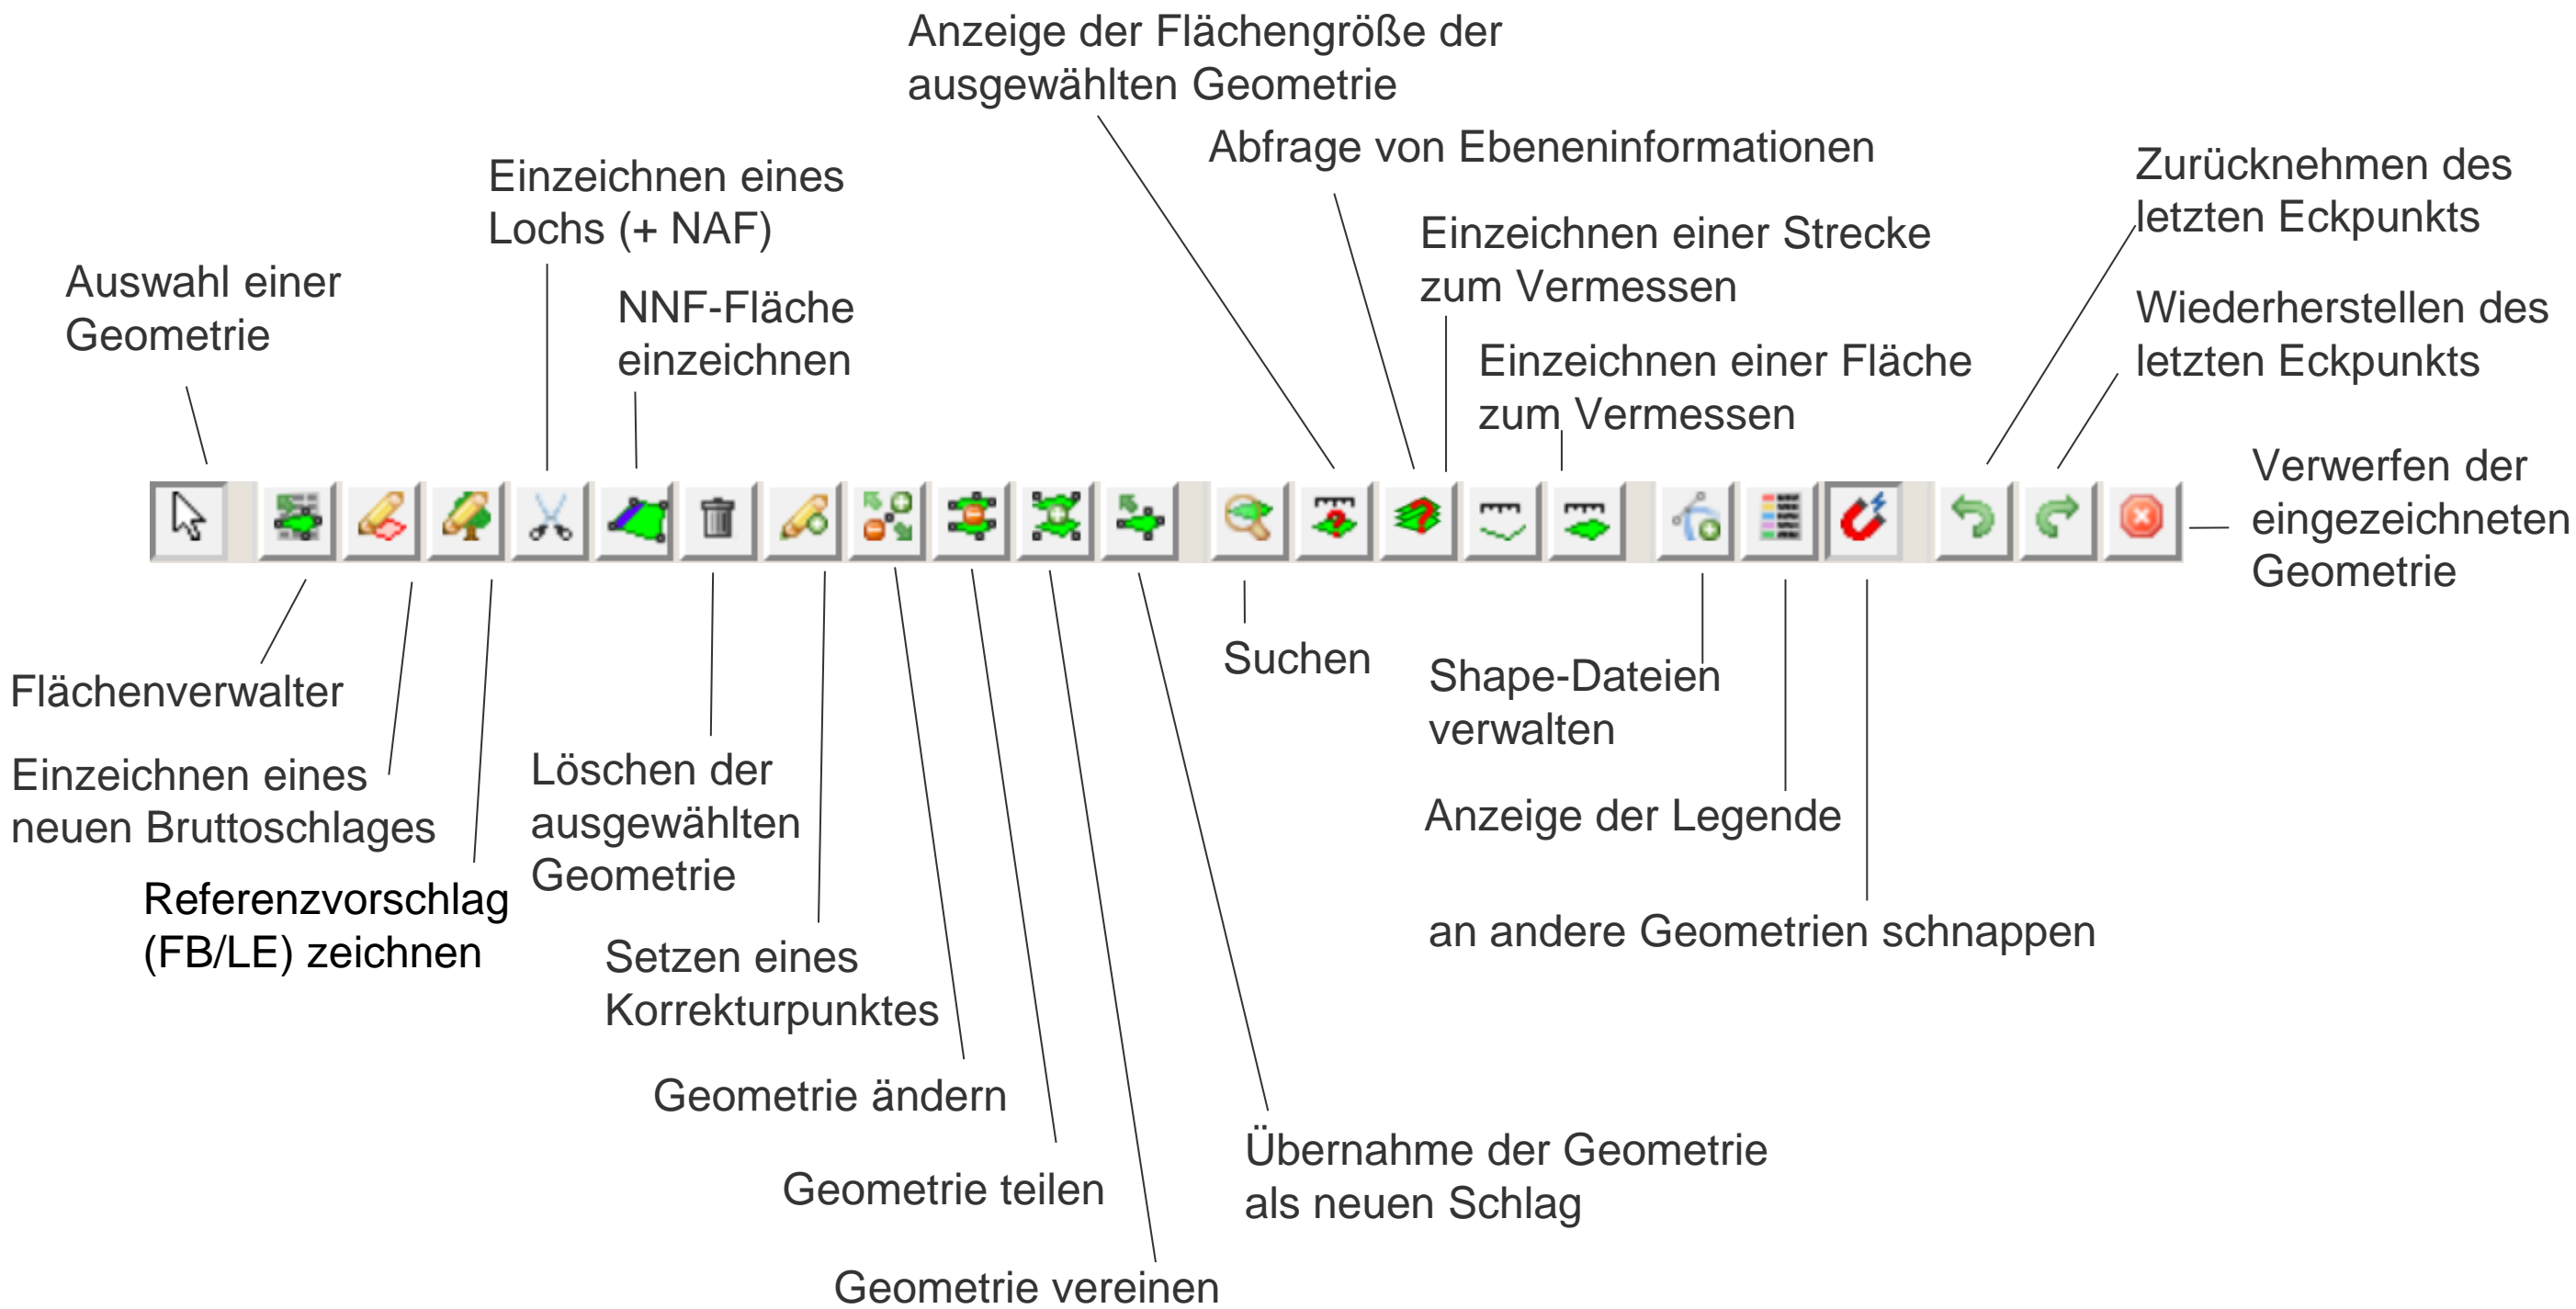 Anzeige der Flächengröße der
ausgewählten Geometrie
Abfrage von Ebeneninformationen
Zurücknehmen des
letzten Eckpunkts
Einzeichnen eines
Lochs (+ NAF)
Einzeichnen einer Strecke
zum Vermessen
Auswahl einer
Geometrie
NNF-Fläche
einzeichnen
Wiederherstellen des
letzten Eckpunkts
Einzeichnen einer Fläche
zum Vermessen
Verwerfen der
eingezeichneten
Geometrie
Flächenverwalter
Suchen
Shape-Dateien
verwalten
Einzeichnen eines
neuen Bruttoschlages
Löschen der
ausgewählten
Geometrie
Anzeige der Legende
Referenzvorschlag
(FB/LE) zeichnen
an andere Geometrien schnappen
Setzen eines
Korrekturpunktes
Geometrie ändern
Übernahme der Geometrie
als neuen Schlag
Geometrie teilen
Geometrie vereinen